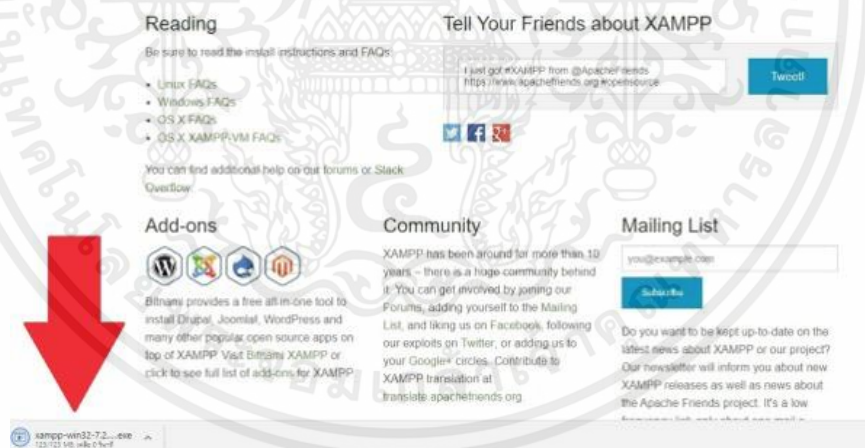 Reading
Be sure to read the install instructions and FAQs:
• Linux FAQs
• Windows FAQs
• OS X FAQs
• OS X XAMPP-VM FAQs
You can find additional help on our forums or Stack
Overflow
Tell Your Friends about XAMPP
I just got #XAMPP from @ApacheFriends
https://www.apachefriends.org #opensource
Tweet!
Add-ons
Bitnami provides a free all-in-one tool to
install Drupal, Joomla!, WordPress and
many other popular open source apps on
top of XAMPP. Visit Bitnami XAMPP or
click to see full list of add-ons for XAMPP.
Community
XAMPP has been around for more than 10
years – there is a huge community behind
it. You can get involved by joining our
Forums, adding yourself to the Mailing
List, and liking us on Facebook, following
our exploits on Twitter, or adding us to
your Google+ circles. Contribute to
XAMPP translation at
translate.apachefriends.org.
Mailing List
you@example.com
Subscribe
Do you want to be kept up-to-date on the
latest news about XAMPP or our project?
Our newsletter will inform you about new
XAMPP releases as well as news about
the Apache Friends project. It's a low
xampp-win32-7.2....exe